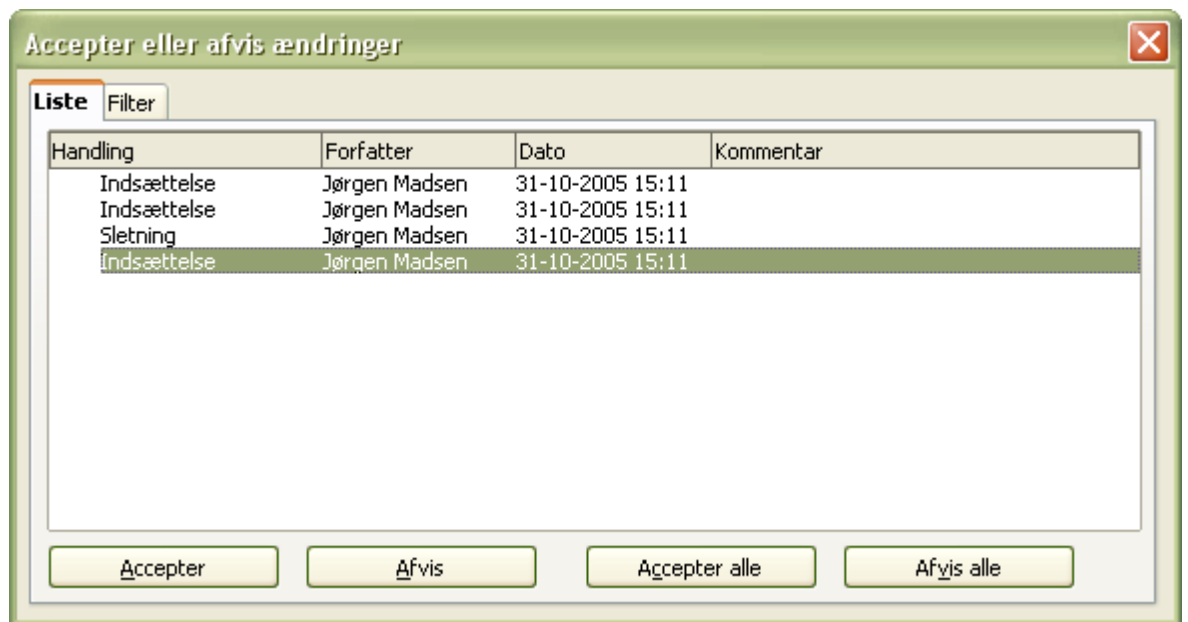 Accepter eller afvis ændringer
Liste Filter
Handling Forfatter Dato Kommentar
Indsættelse Jørgen Madsen 31-10-2005 15:11
Indsættelse Jørgen Madsen 31-10-2005 15:11
Sletning Jørgen Madsen 31-10-2005 15:11
Indsættelse Jørgen Madsen 31-10-2005 15:11
Accepter Afvis Accepter alle Afvis alle